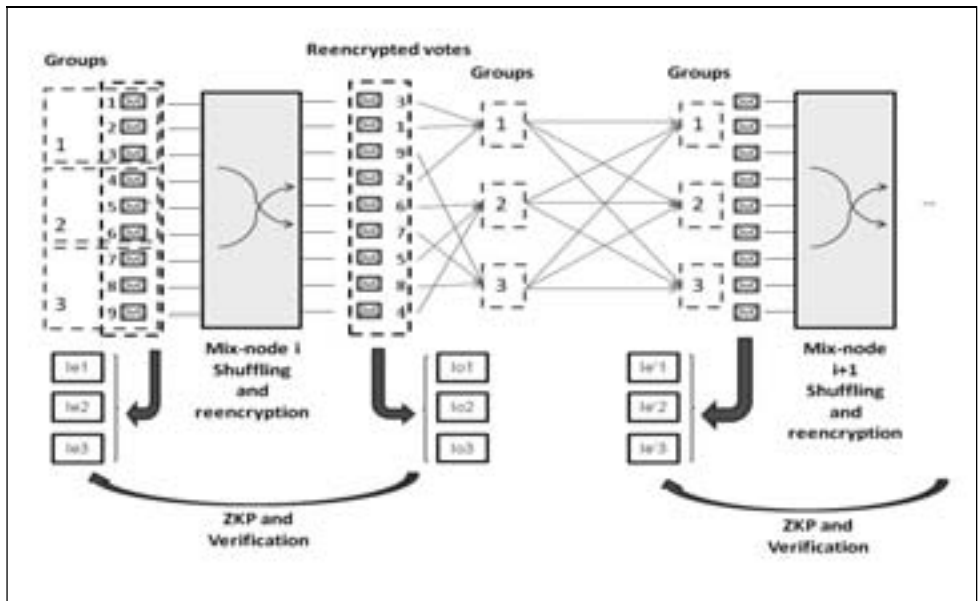 Reencrypted votes
Groups
Groups
Groups
1
2
3
1
2
3
4
5
6
7
8
9
3
1
9
2
6
7
5
8
4
1
2
3
1
2
3
...
Mix-node i
Shuffling
and
reencryption
Mix-node
i+1
Shuffling
and
reencryption
Ie1
Ie2
Ie3
Io1
Io2
Io3
Ie'1
Ie'2
Ie'3
ZKP and
Verification
ZKP and
Verification